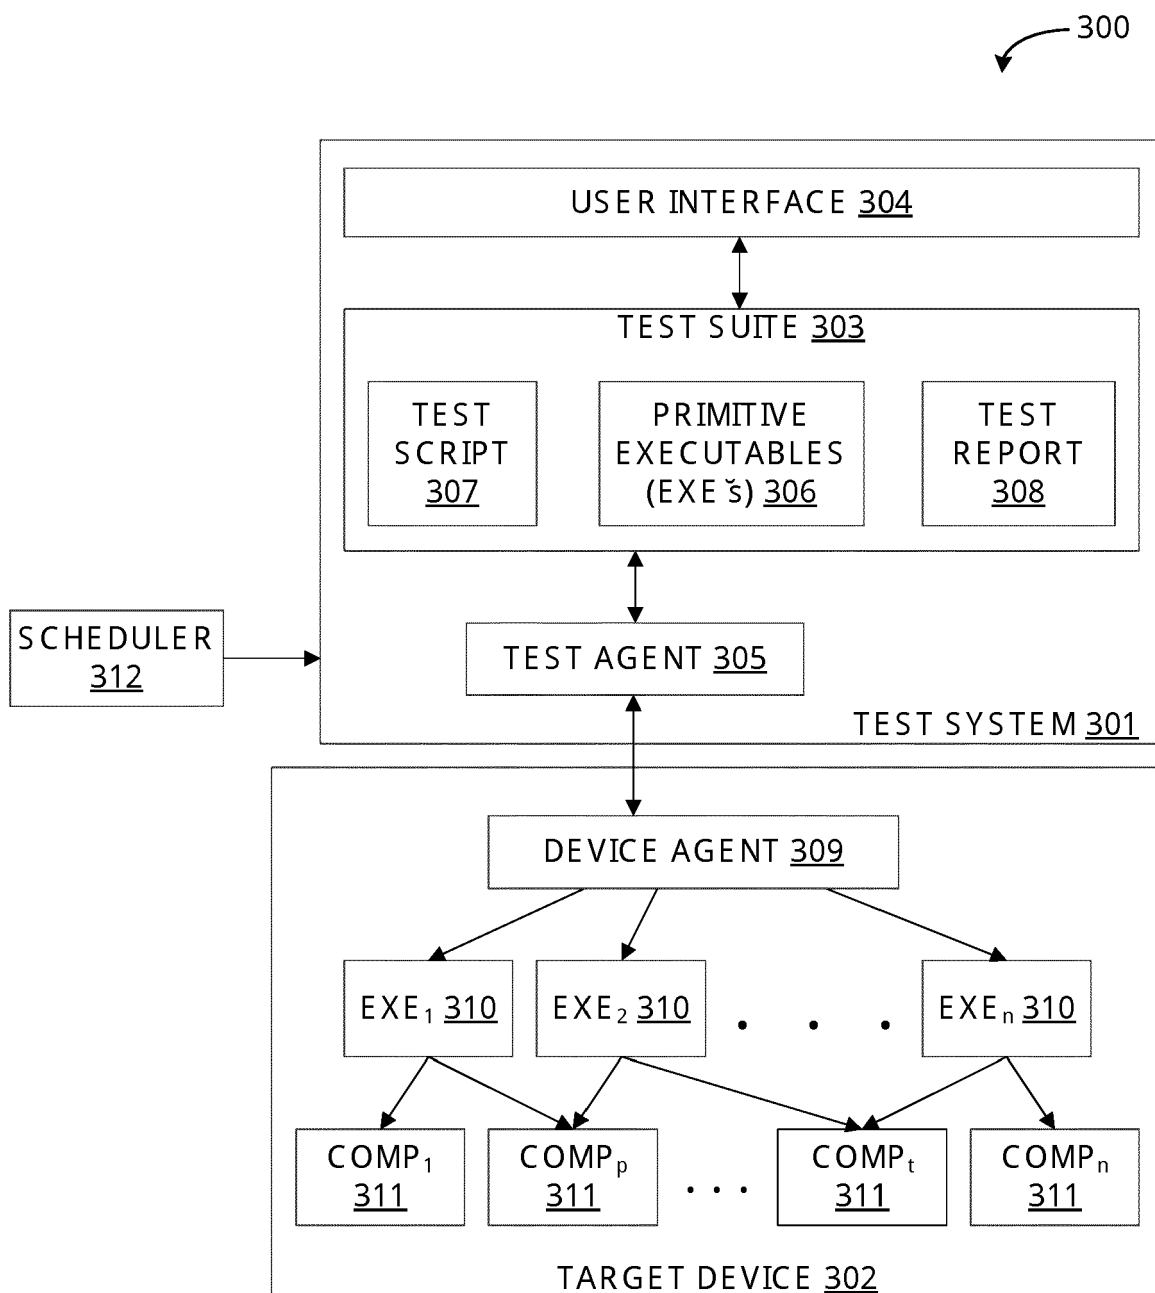 300
USER INTERFACE 304
TEST SUITE 303
TEST
SCRIPT
307
PRIMITIVE
EXECUTABLES
(EXE˘s) 306
TEST
REPORT
308
SCHEDULER
312
TEST AGENT 305
TEST SYSTEM 301
DEVICE AGENT 309
EXE₁ 310
EXE₂ 310
. . .
EXEₙ 310
COMP₁
311
COMPₚ
311
. . .
COMPₜ
311
COMPₙ
311
TARGET DEVICE 302